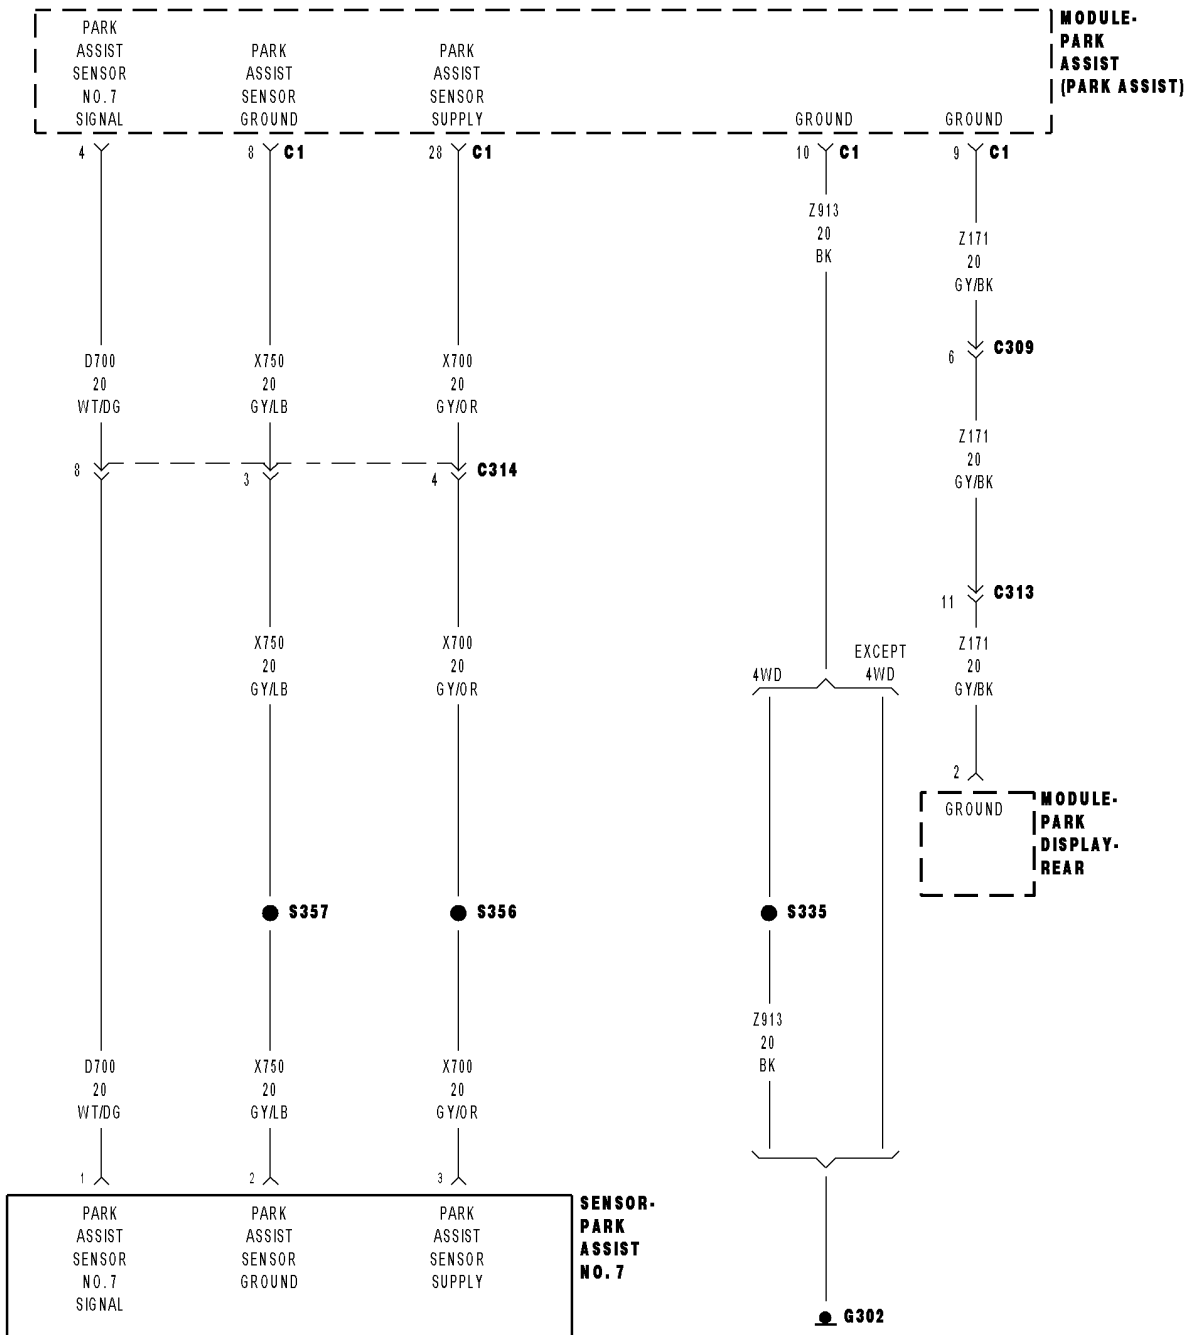 PARK
ASSIST
SENSOR
NO.7
SIGNAL
PARK
ASSIST
SENSOR
GROUND
PARK
ASSIST
SENSOR
SUPPLY
GROUND
GROUND
MODULE-
PARK
ASSIST
(PARK ASSIST)
4
8
C1
28
C1
10
C1
9
C1
Z913
20
BK
Z171
20
GY/BK
6
C309
D700
20
WT/DG
X750
20
GY/LB
X700
20
GY/OR
Z171
20
GY/BK
8
3
4
C314
11
C313
X750
20
GY/LB
X700
20
GY/OR
4WD
EXCEPT
4WD
Z171
20
GY/BK
2
GROUND
MODULE-
PARK
DISPLAY-
REAR
S357
S356
S335
Z913
20
BK
D700
20
WT/DG
X750
20
GY/LB
X700
20
GY/OR
1
2
3
PARK
ASSIST
SENSOR
NO.7
SIGNAL
PARK
ASSIST
SENSOR
GROUND
PARK
ASSIST
SENSOR
SUPPLY
SENSOR-
PARK
ASSIST
NO. 7
G302